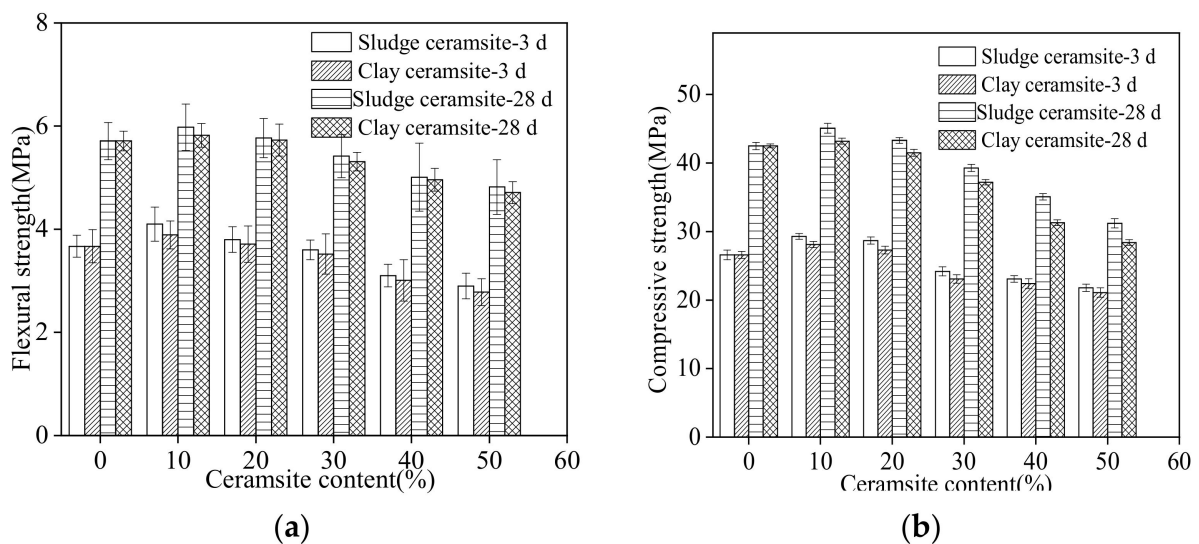 8
6
4
2
0
Flexural strength(MPa)
Sludge ceramsite-3 d
Clay ceramsite-3 d
Sludge ceramsite-28 d
Clay ceramsite-28 d
0 10 20 30 40 50 60
Ceramsite content(%)
(a)
50
40
30
20
10
0
Compressive strength(MPa)
Sludge ceramsite-3 d
Clay ceramsite-3 d
Sludge ceramsite-28 d
Clay ceramsite-28 d
0 10 20 30 40 50 60
Ceramsite content(%)
(b)